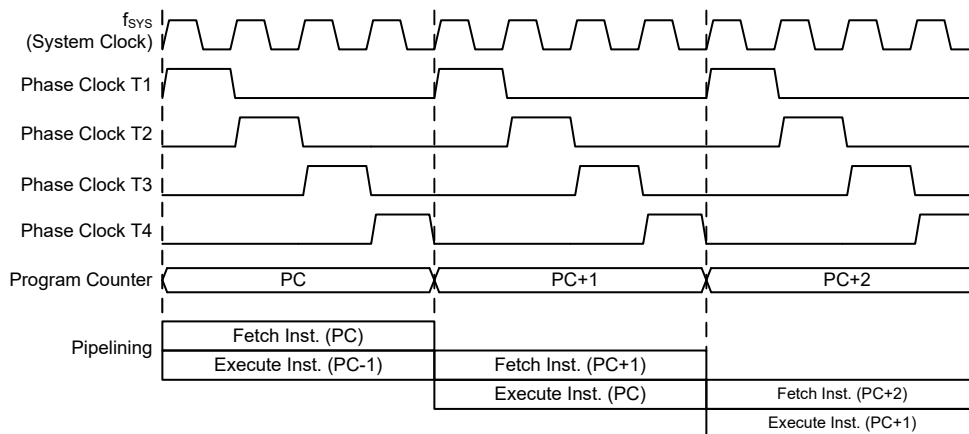 fSYS
(System Clock)
Phase Clock T1
Phase Clock T2
Phase Clock T3
Phase Clock T4
Program Counter PC PC+1 PC+2
Fetch Inst. (PC)
Pipelining
Execute Inst. (PC-1) Fetch Inst. (PC+1)
Execute Inst. (PC) Fetch Inst. (PC+2)
Execute Inst. (PC+1)